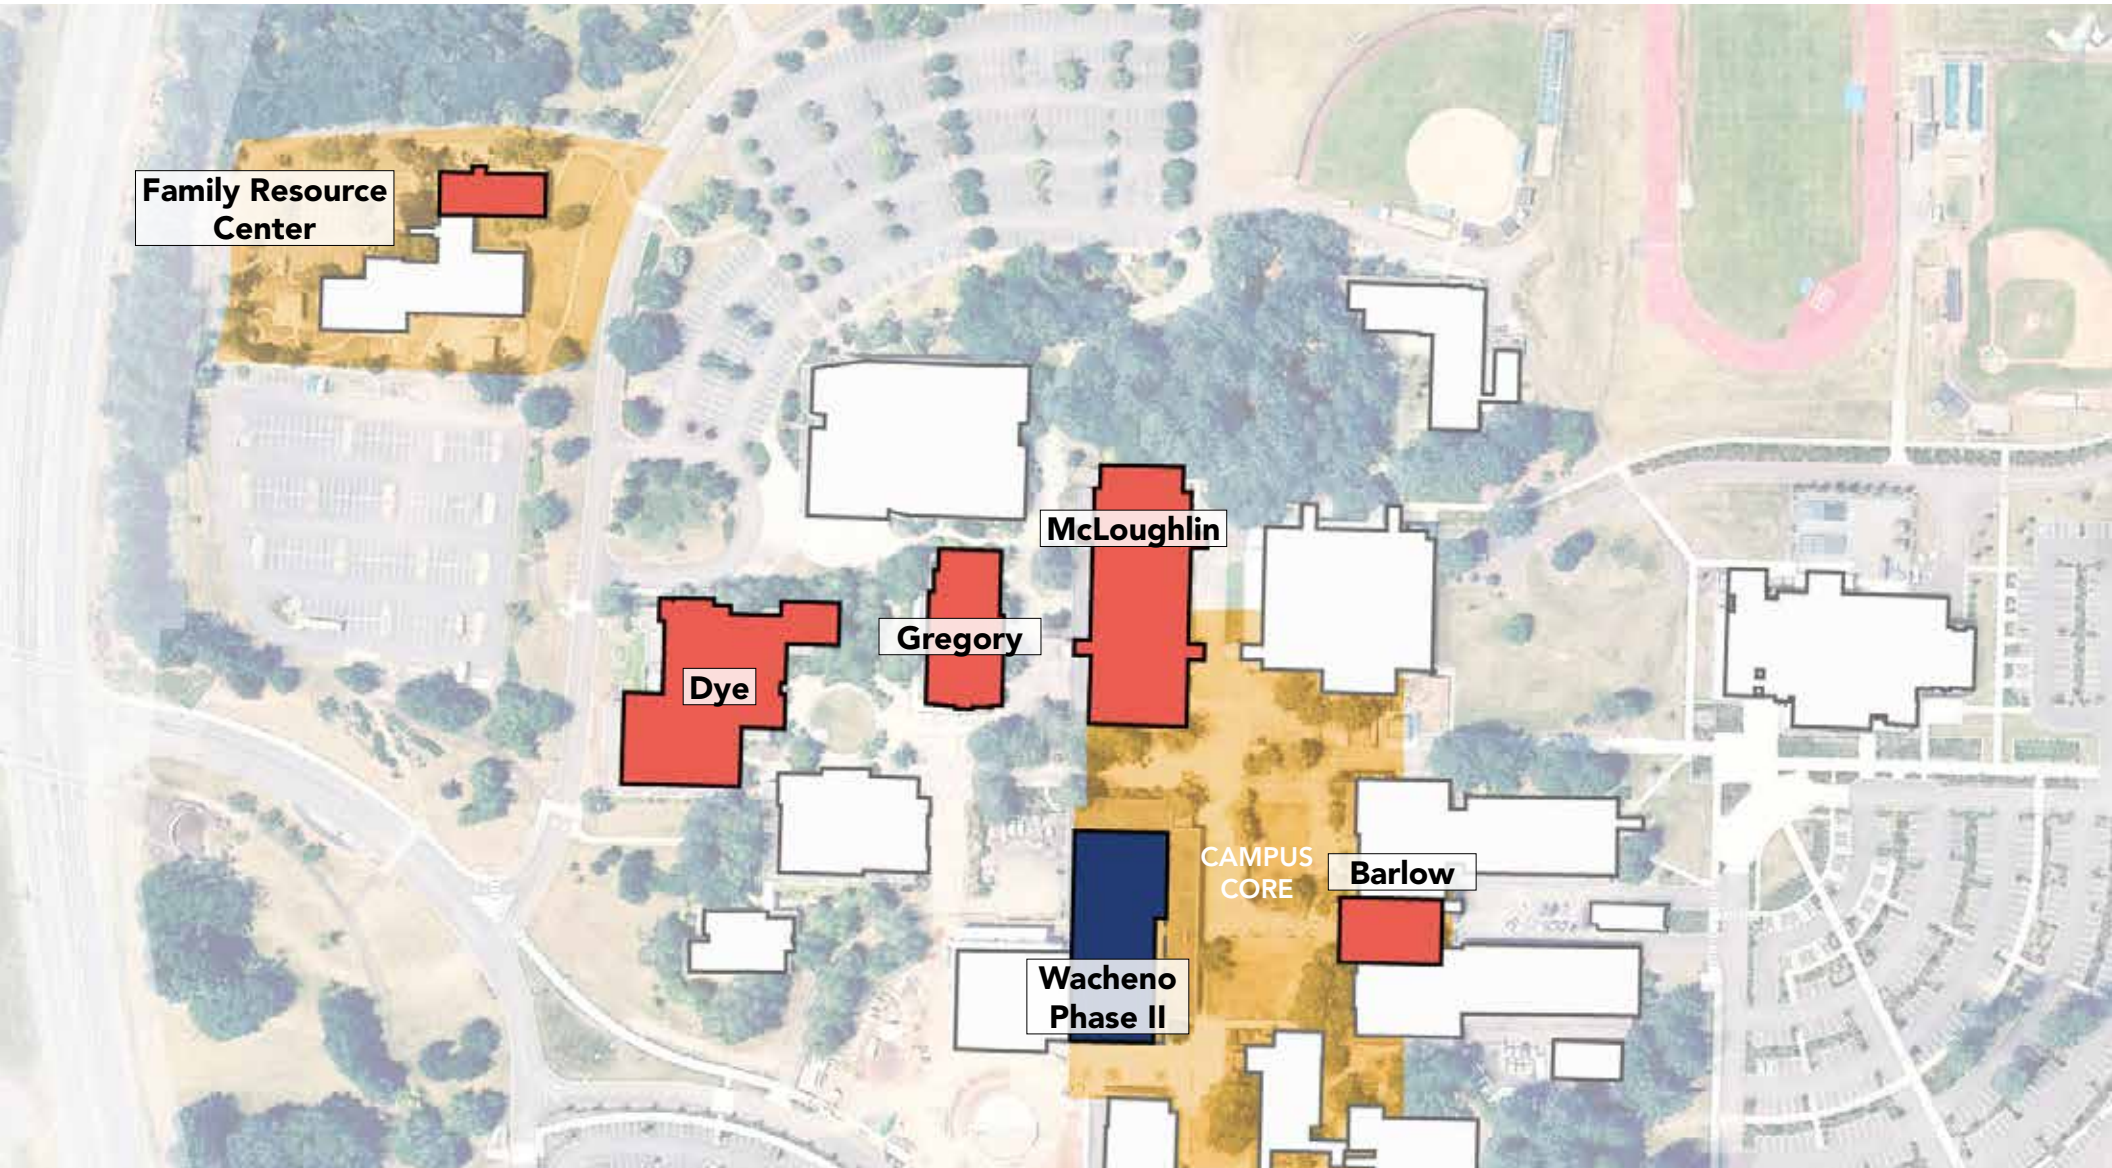 Family Resource
Center
McLoughlin
Gregory
Dye
CAMPUS
CORE
Barlow
Wacheno
Phase II